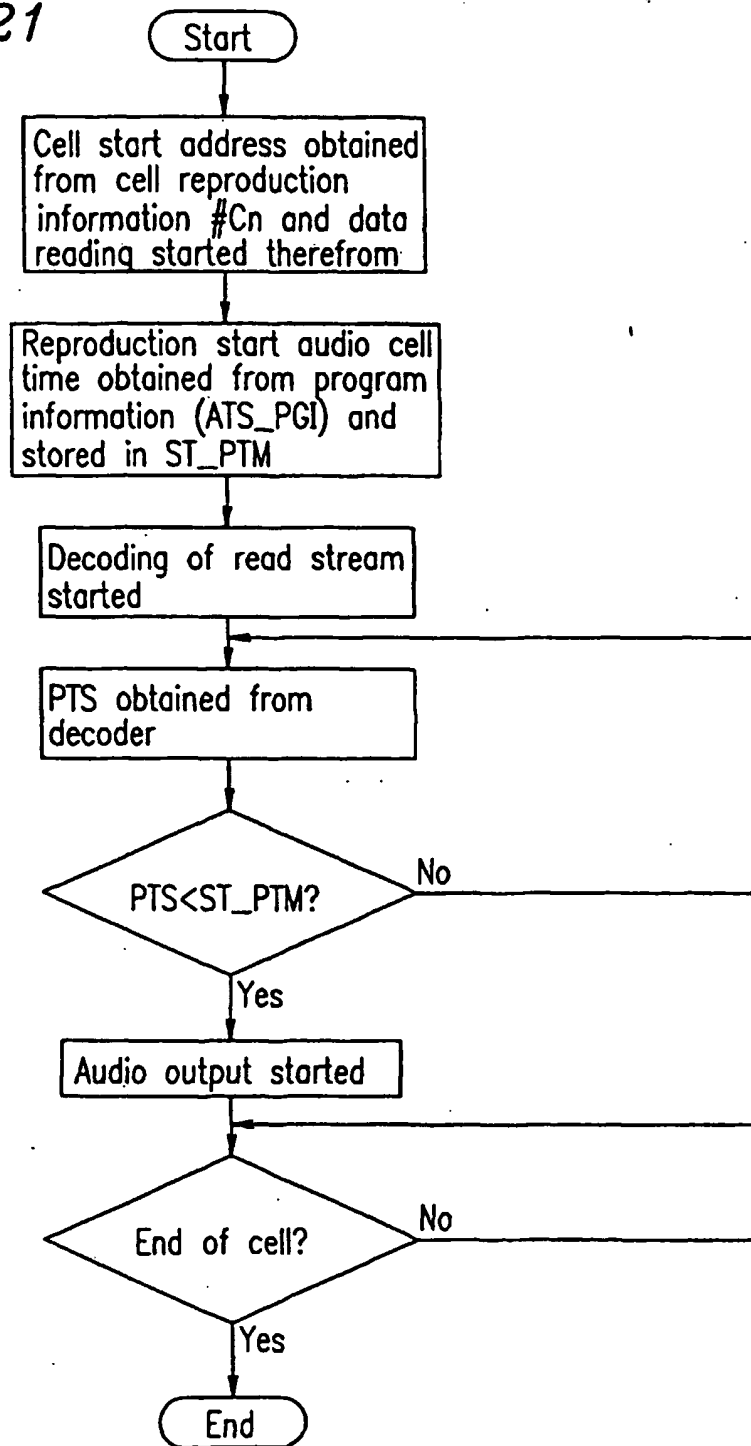 21
Start
Cell start address obtained
from cell reproduction
information #Cn and data
reading started therefrom
Reproduction start audio cell
time obtained from program
information (ATS_PGI) and
stored in ST_PTM
Decoding of read stream
started
PTS obtained from
decoder
PTS<ST_PTM?
No
Yes
Audio output started
End of cell?
No
Yes
End